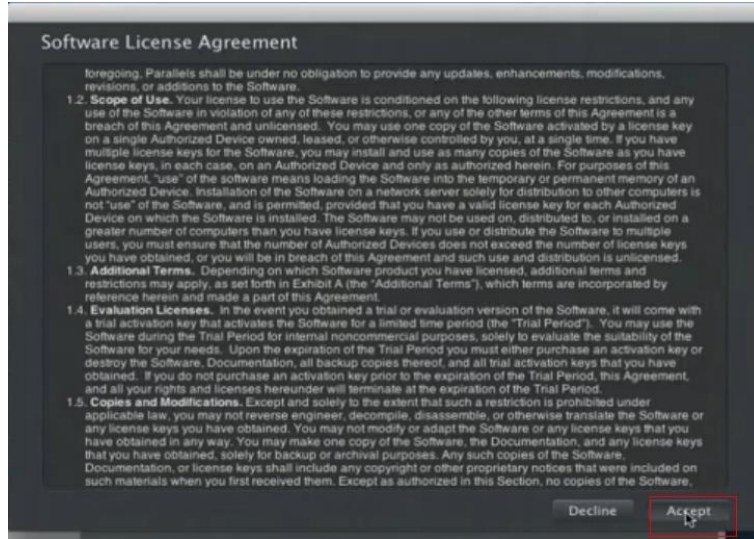 Software License Agreement
foregoing, Parallels shall be under no obligation to provide any updates, enhancements, modifications,
revisions, or additions to the Software.
1.2. Scope of Use. Your license to use the Software is conditioned on the following license restrictions, and any
use of the Software in violation of any of these restrictions, or any of the other terms of this Agreement is a
breach of this Agreement and unlicensed. You may use one copy of the Software activated by a license key
on a single Authorized Device owned, leased, or otherwise controlled by you, at a single time. If you have
multiple license keys for the Software, you may install and use as many copies of the Software as you have
license keys, in each case, on an Authorized Device and only as authorized herein. For purposes of this
Agreement, "use" of the software means loading the Software into the temporary or permanent memory of an
Authorized Device. Installation of the Software on a network server solely for distribution to other computers is
not "use" of the Software, and is permitted, provided that you have a valid license key for each Authorized
Device on which the Software is installed. The Software may not be used on, distributed to, or installed on a
greater number of computers than you have license keys. If you use or distribute the Software to multiple
users, you must ensure that the number of Authorized Devices does not exceed the number of license keys
you have obtained, or you will be in breach of this Agreement and such use and distribution is unlicensed.
1.3. Additional Terms. Depending on which Software product you have licensed, additional terms and
restrictions may apply, as set forth in Exhibit A (the "Additional Terms"), which terms are incorporated by
reference herein and made a part of this Agreement.
1.4. Evaluation Licenses. In the event you obtained a trial or evaluation version of the Software, it will come with
a trial activation key that activates the Software for a limited time period (the "Trial Period"). You may use the
Software during the Trial Period for internal noncommercial purposes, solely to evaluate the suitability of the
Software for your needs. Upon the expiration of the Trial Period you must either purchase an activation key or
destroy the Software, Documentation, all backup copies thereof, and all trial activation keys that you have
obtained. If you do not purchase an activation key prior to the expiration of the Trial Period, this Agreement,
and all your rights and licenses hereunder will terminate at the expiration of the Trial Period.
1.5. Copies and Modifications. Except and solely to the extent that such a restriction is prohibited under
applicable law, you may not reverse engineer, decompile, disassemble, or otherwise translate the Software or
any license keys you have obtained. You may not modify or adapt the Software or any license keys that you
have obtained in any way. You may make one copy of the Software, the Documentation, and any license keys
that you have obtained, solely for backup or archival purposes. Any such copies of the Software,
Documentation, or license keys shall include any copyright or other proprietary notices that were included on
such materials when you first received them. Except as authorized in this Section, no copies of the Software,
Decline
Accept